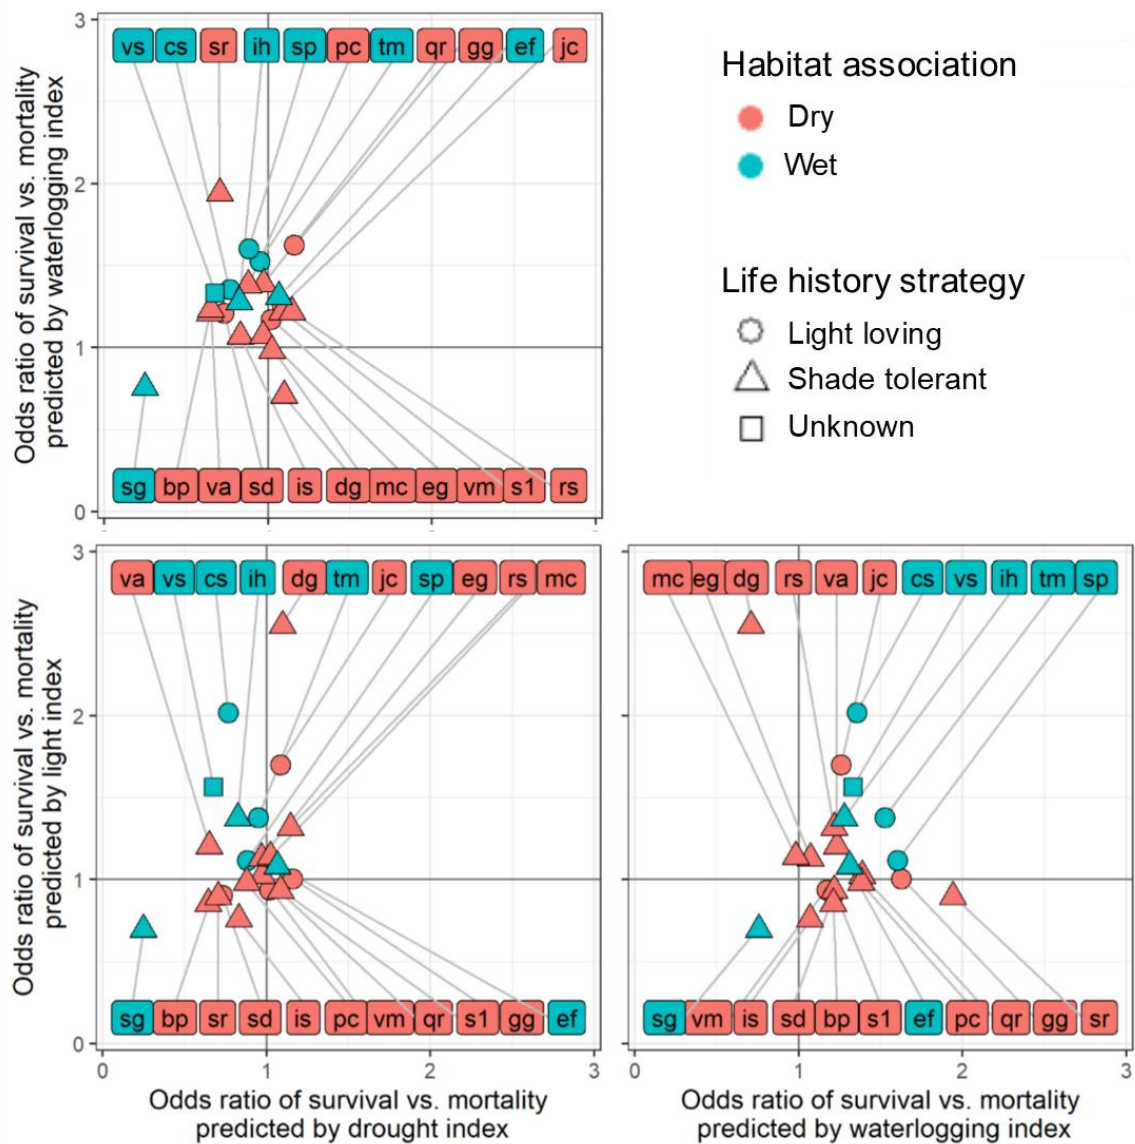 3
vs cs sr ih sp pc tm qr gg ef jc
2
1
0
Odds ratio of survival vs. mortality
predicted by waterlogging index
sg bp va sd is dg mc eg vm s1 rs
Habitat association
Dry
Wet
Life history strategy
Light loving
Shade tolerant
Unknown
3
va vs cs ih dg tm jc sp eg rs mc
2
1
0
Odds ratio of survival vs. mortality
predicted by light index
sg bp sr sd is pc vm qr s1 gg ef
0 1 2 3
Odds ratio of survival vs. mortality
predicted by drought index
mc eg dg rs va jc cs vs ih tm sp
sg vm is sd bp s1 ef pc qr gg sr
0 1 2 3
Odds ratio of survival vs. mortality
predicted by waterlogging index